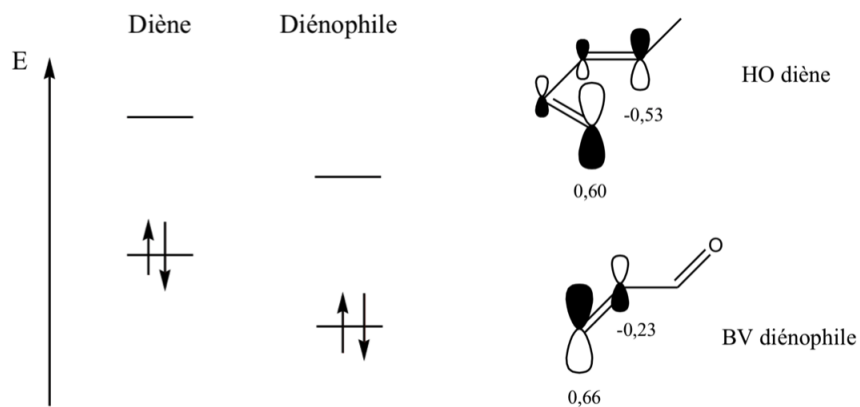 Diène
Diénophile
E
HO diène
-0,53
0,60
O
-0,23
BV diénophile
0,66